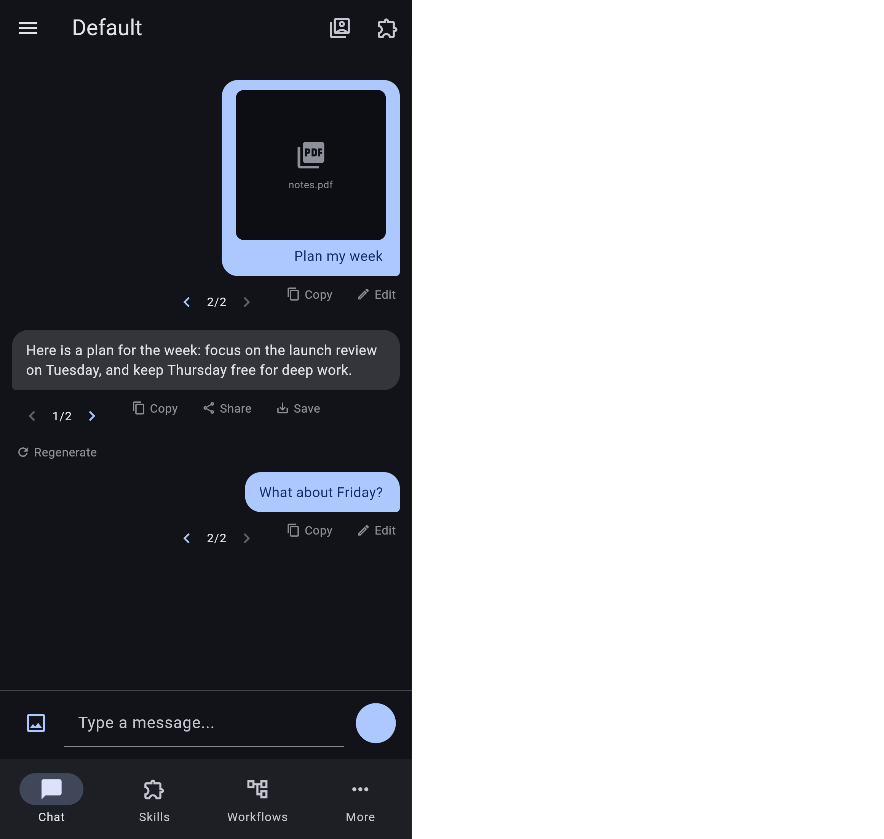 Default
PDF
notes.pdf
Plan my week
2/2 Copy Edit
Here is a plan for the week: focus on the launch review
on Tuesday, and keep Thursday free for deep work.
1/2 Copy Share Save
Regenerate
What about Friday?
2/2 Copy Edit
Type a message...
Chat Skills Workflows More